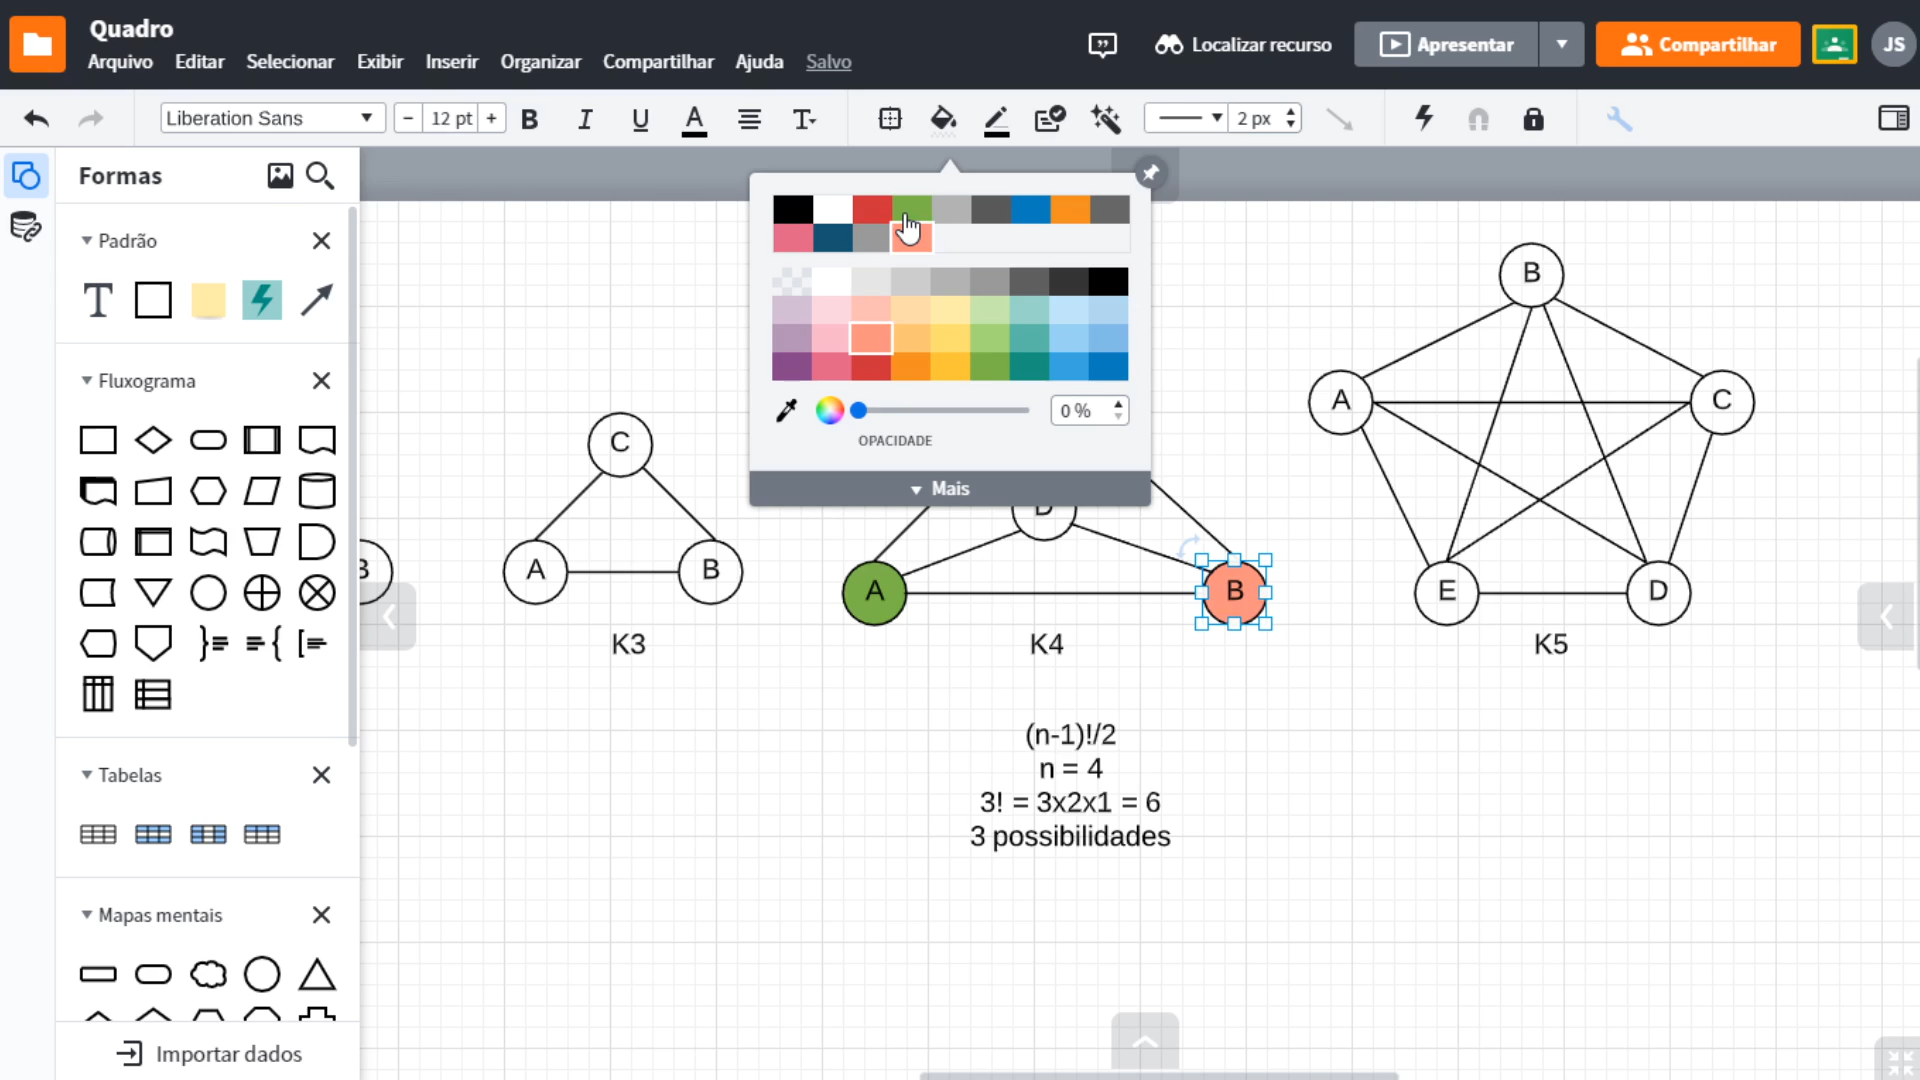 Quadro
Arquivo Editar Selecionar Exibir Inserir Organizar Compartilhar Ajuda Salvo
Localizar recurso
Apresentar
Compartilhar
JS
Liberation Sans
12 pt
B I U A T
2 px
Formas
Padrão
T
Fluxograma
Tabelas
Mapas mentais
Importar dados
0 %
OPACIDADE
Mais
B
C
A
B
K3
D
A
B
K4
B
A
C
E
D
K5
(n-1)!/2
n = 4
3! = 3x2x1 = 6
3 possibilidades